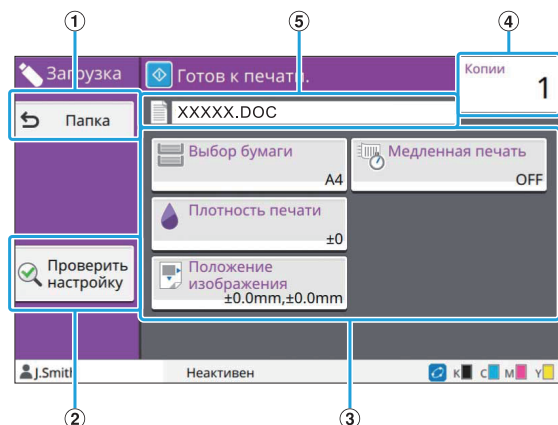 ① ⑤ ④
Загрузка
Готов к печати.
Копии
1
Папка
XXXXX.DOC
Выбор бумаги
A4
Медленная печать
OFF
Плотность печати
±0
Проверить
настройку
Положение
изображения
±0.0mm,±0.0mm
J.Smith
Неактивен
K C M Y
② ③